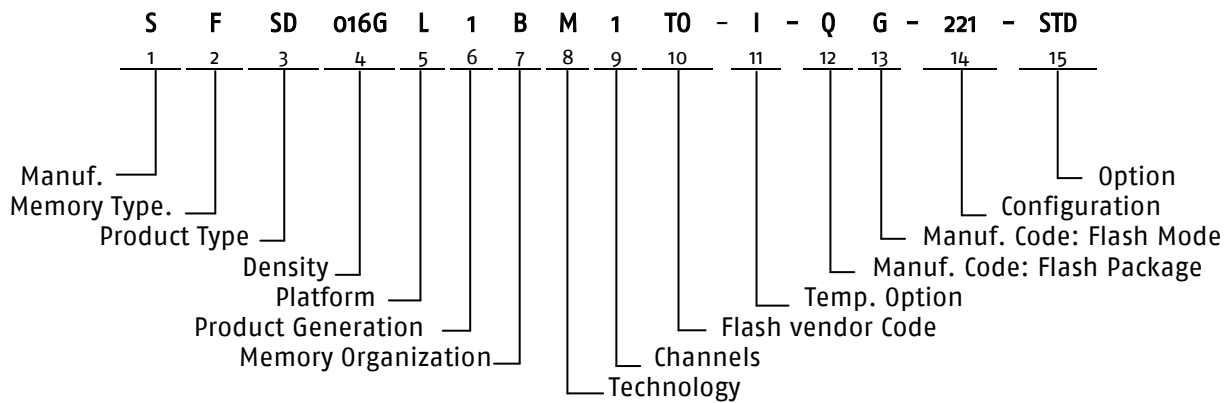 S F SD 016G L 1 B M 1 TO - I - Q G - 221 - STD
1 2 3 4 5 6 7 8 9 10 11 12 13 14 15
Manuf. Option
Memory Type. Configuration
Product Type Manuf. Code: Flash Mode
Density Manuf. Code: Flash Package
Platform Temp. Option
Product Generation Flash vendor Code
Memory Organization Channels
Technology